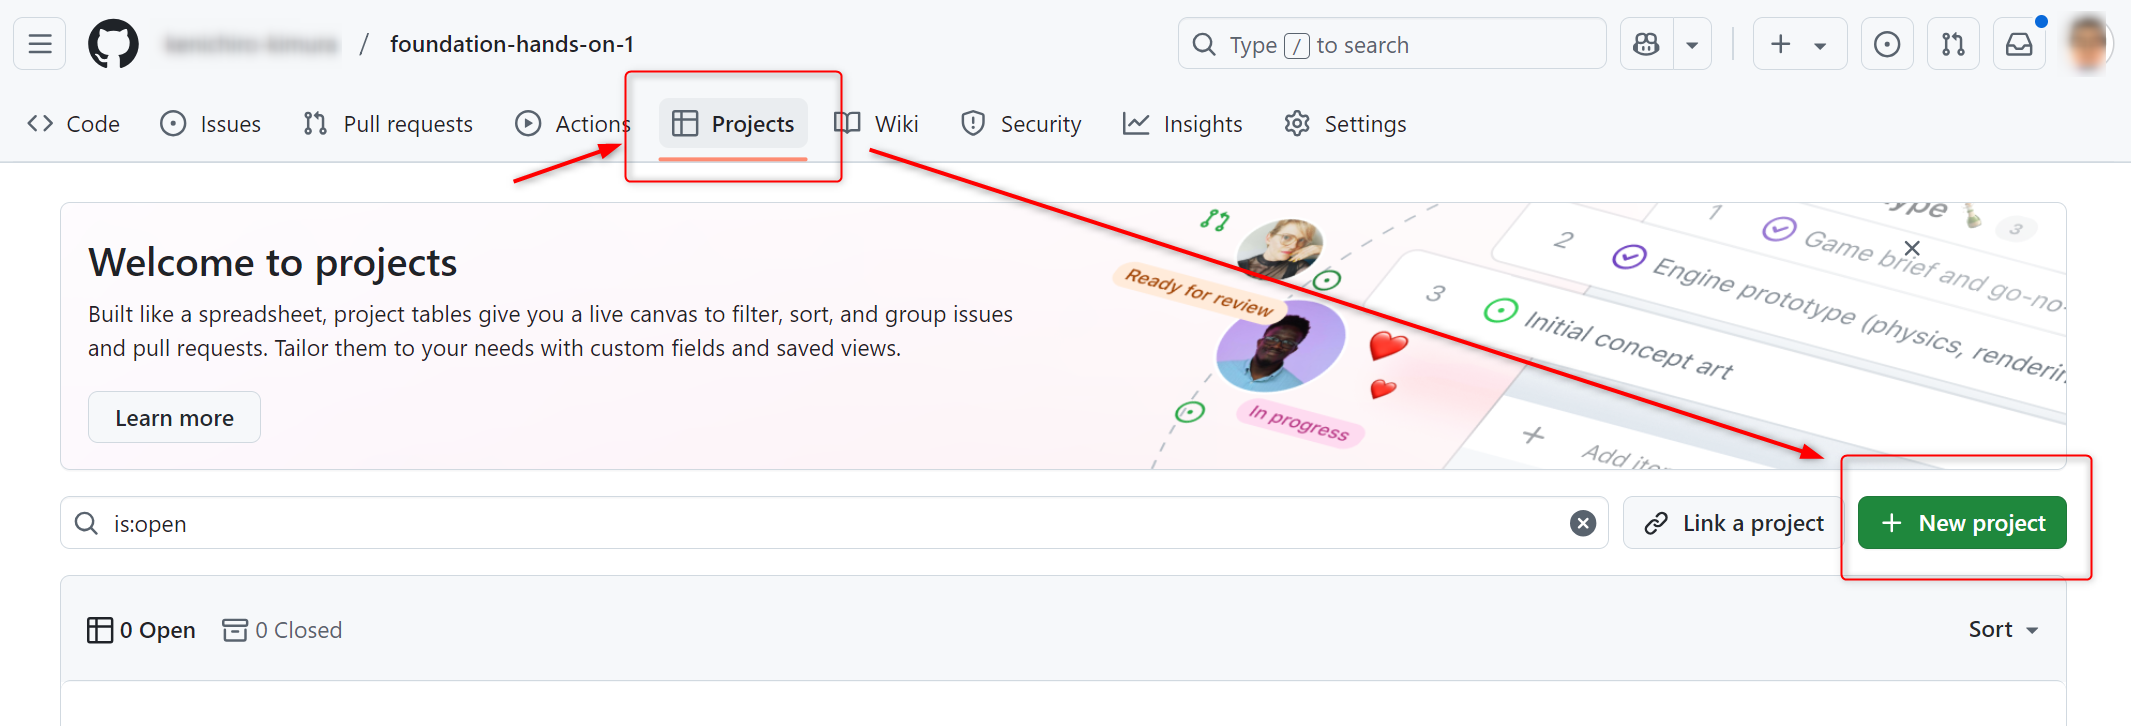 / foundation-hands-on-1
Type / to search
Code
Issues
Pull requests
Actions
Projects
Wiki
Security
Insights
Settings
Welcome to projects
Built like a spreadsheet, project tables give you a live canvas to filter, sort, and group issues
and pull requests. Tailor them to your needs with custom fields and saved views.
Learn more
Ready for review
In progress
ype 3
1 Game brief and go-no-
2 Engine prototype (physics, renderin
3 Initial concept art
+ Add ite
is:open
Link a project
New project
0 Open
0 Closed
Sort